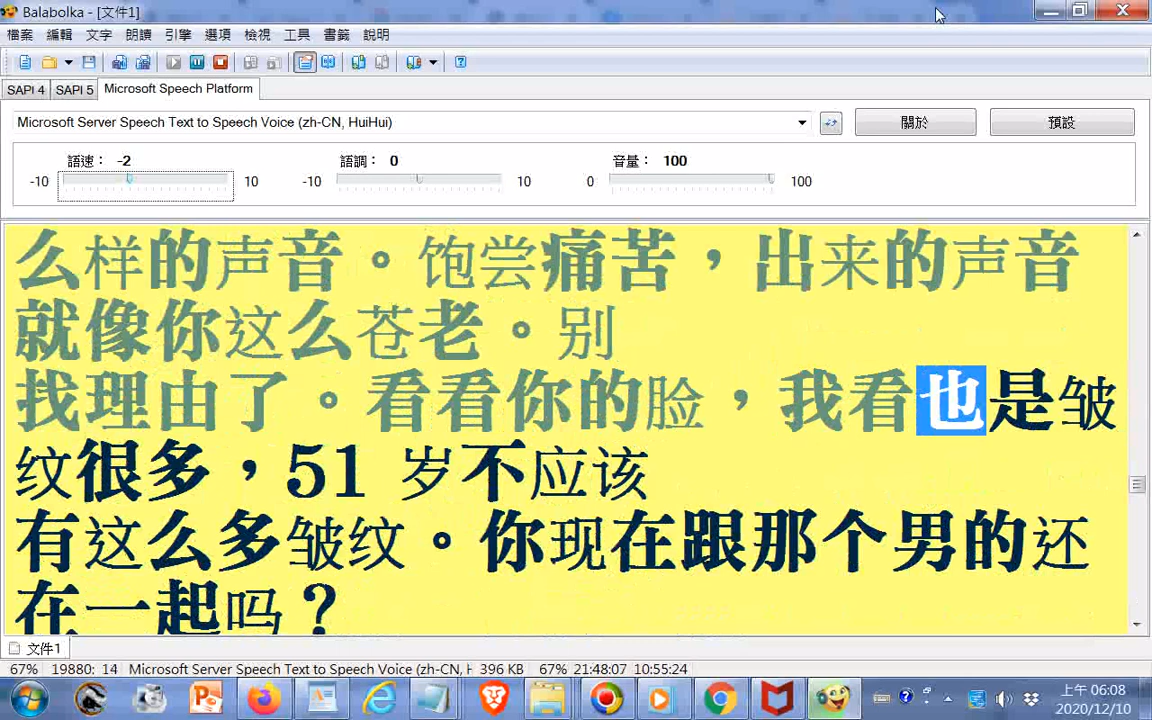 Balabolka - [文件1]
檔案 編輯 文字 朗讀 引擎 選項 檢視 工具 書籤 說明
SAPI 4 SAPI 5 Microsoft Speech Platform
Microsoft Server Speech Text to Speech Voice (zh-CN, HuiHui) 關於 預設
語速： -2 語調： 0 音量： 100
-10 10 -10 10 0 100
么样的声音。饱尝痛苦，出来的声音
就像你这么苍老。别
找理由了。看看你的脸，我看也是皱
纹很多，51 岁不应该
有这么多皱纹。你现在跟那个男的还
在一起吗？
文件1
67% 19880: 14 Microsoft Server Speech Text to Speech Voice (zh-CN, H 396 KB 67% 21:48:07 10:55:24
上午 06:08
2020/12/10